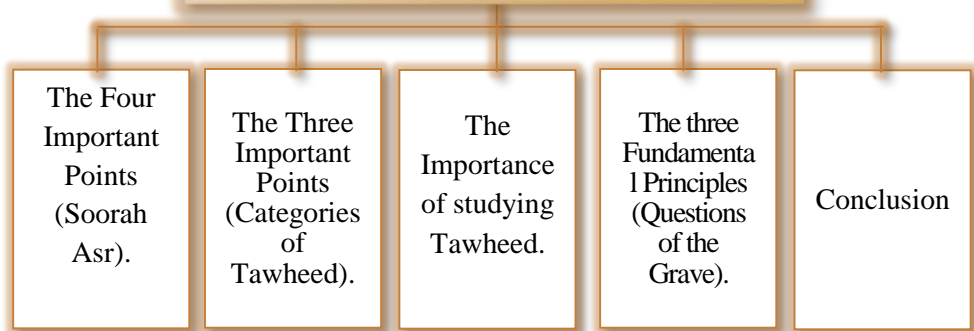 The Four
Important
Points
(Soorah
Asr).
The Three
Important
Points
(Categories
of
Tawheed).
The
Importance
of studying
Tawheed.
The three
Fundamenta
l Principles
(Questions
of the
Grave).
Conclusion